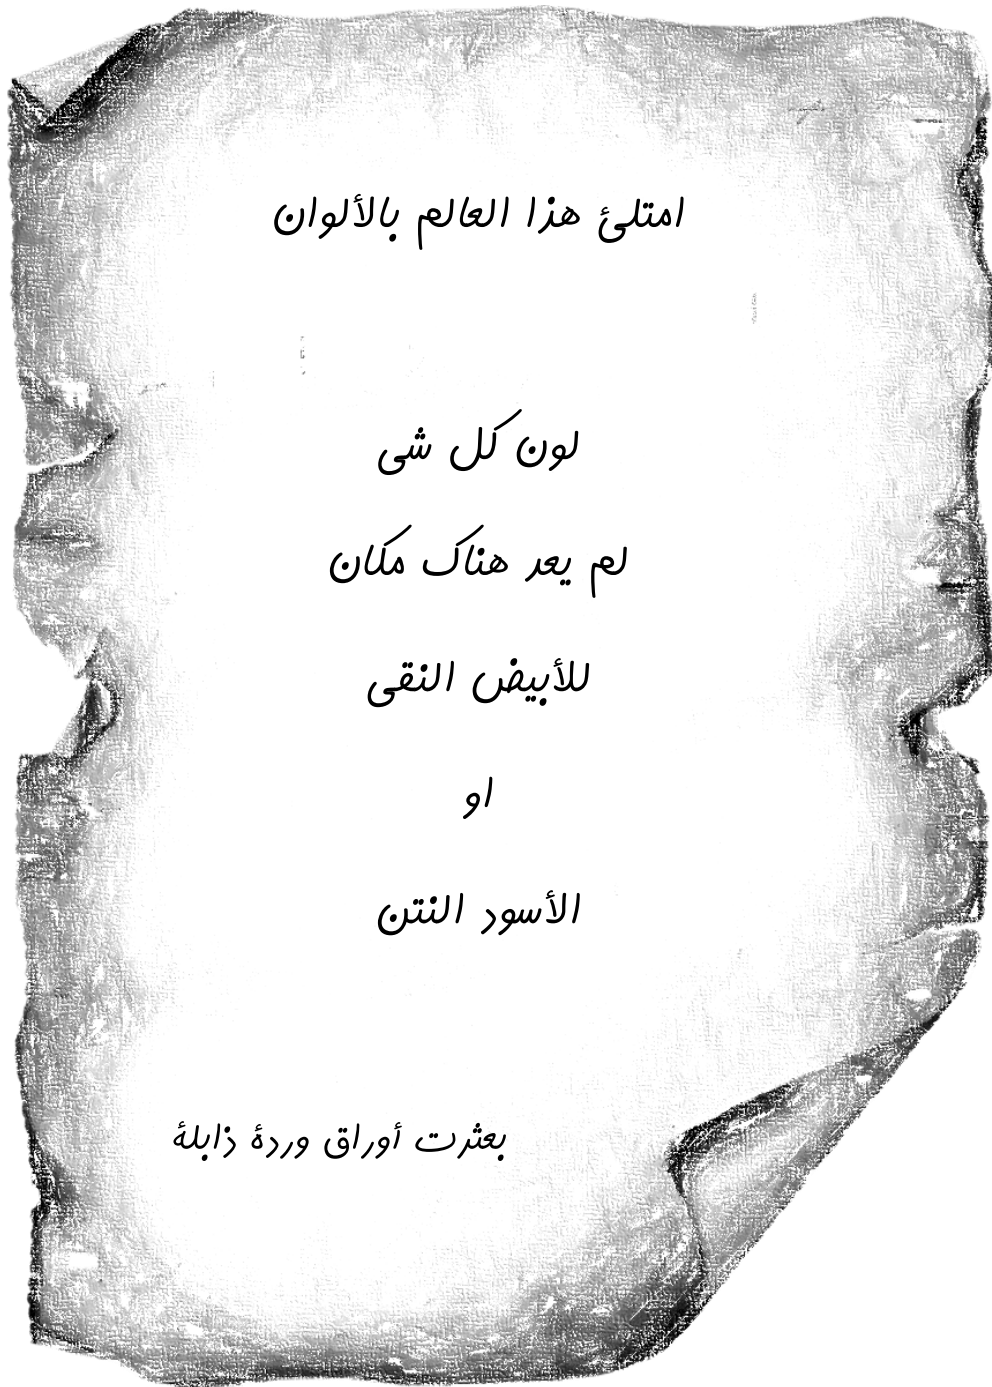 امتلئ هذا العالم بالألوان
لون كل شى
لم يعد هناك مكان
للأبيض النقى
او
الأسود النتن
بعثرت أوراق وردة ذابلة